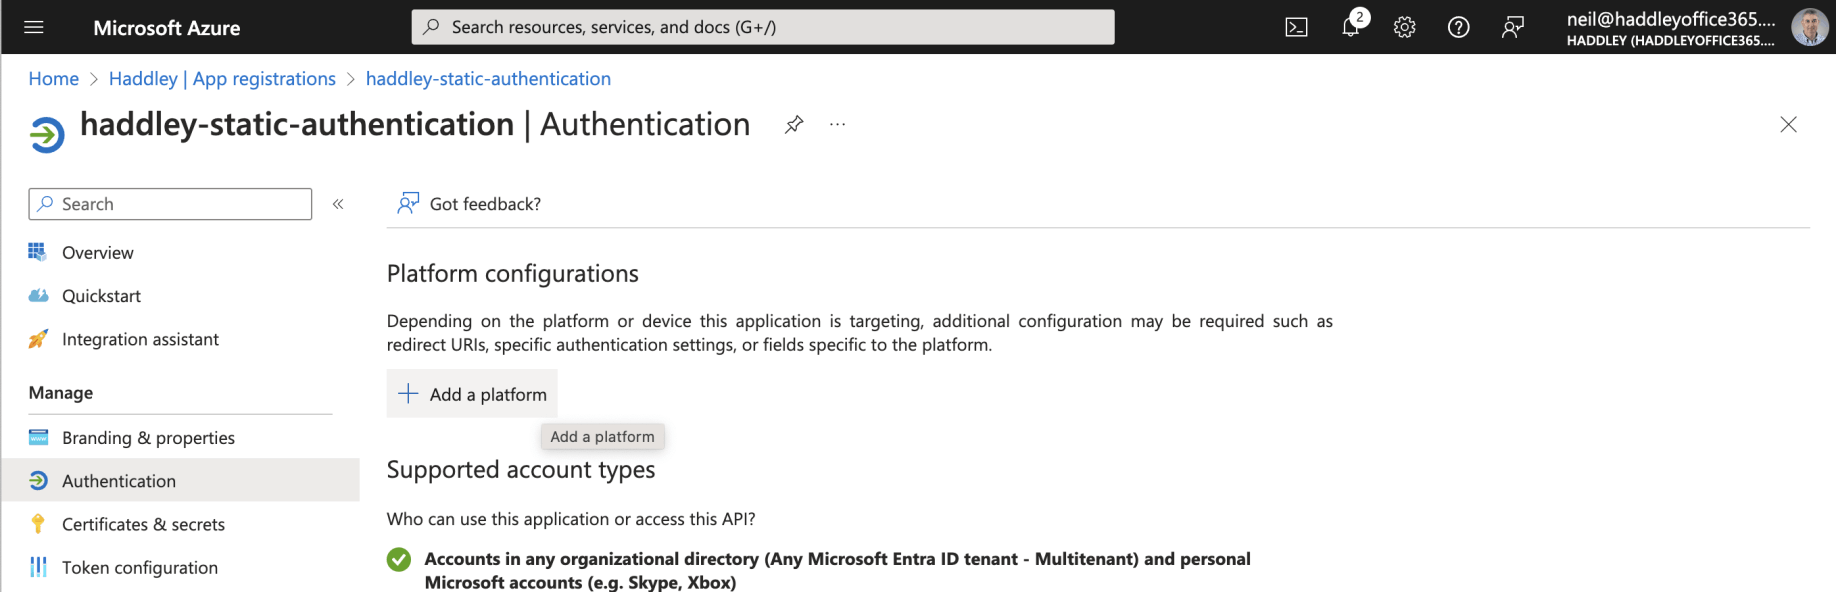 Microsoft Azure
Search resources, services, and docs (G+/)
2
neil@haddleyoffice365....
HADDLEY (HADDLEYOFFICE365....
Home > Haddley | App registrations > haddley-static-authentication
haddley-static-authentication | Authentication
Search
«
Got feedback?
Overview
Quickstart
Integration assistant
Manage
Branding & properties
Authentication
Certificates & secrets
Token configuration
Platform configurations
Depending on the platform or device this application is targeting, additional configuration may be required such as
redirect URIs, specific authentication settings, or fields specific to the platform.
Add a platform
Add a platform
Supported account types
Who can use this application or access this API?
Accounts in any organizational directory (Any Microsoft Entra ID tenant - Multitenant) and personal
Microsoft accounts (e.g. Skype, Xbox)